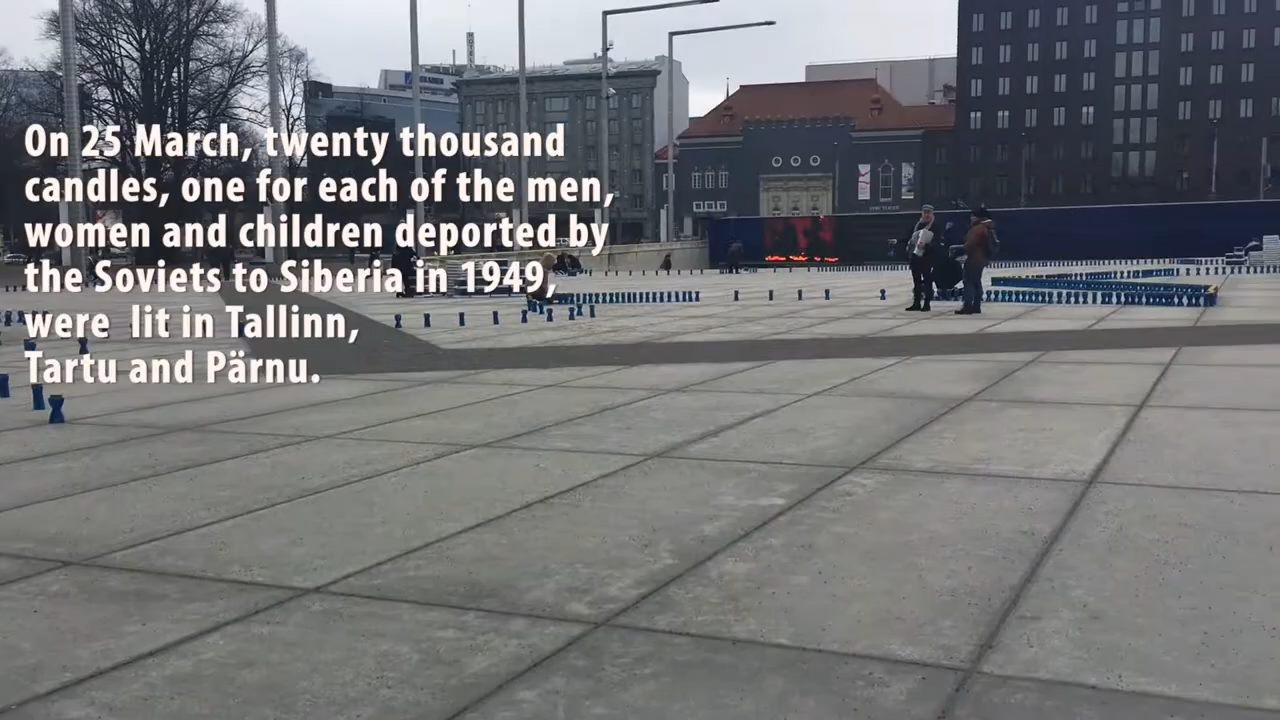 On 25 March, twenty thousand
candles, one for each of the men,
women and children deported by
the Soviets to Siberia in 1949,
were  lit in Tallinn,
Tartu and Pärnu.
HOTEL